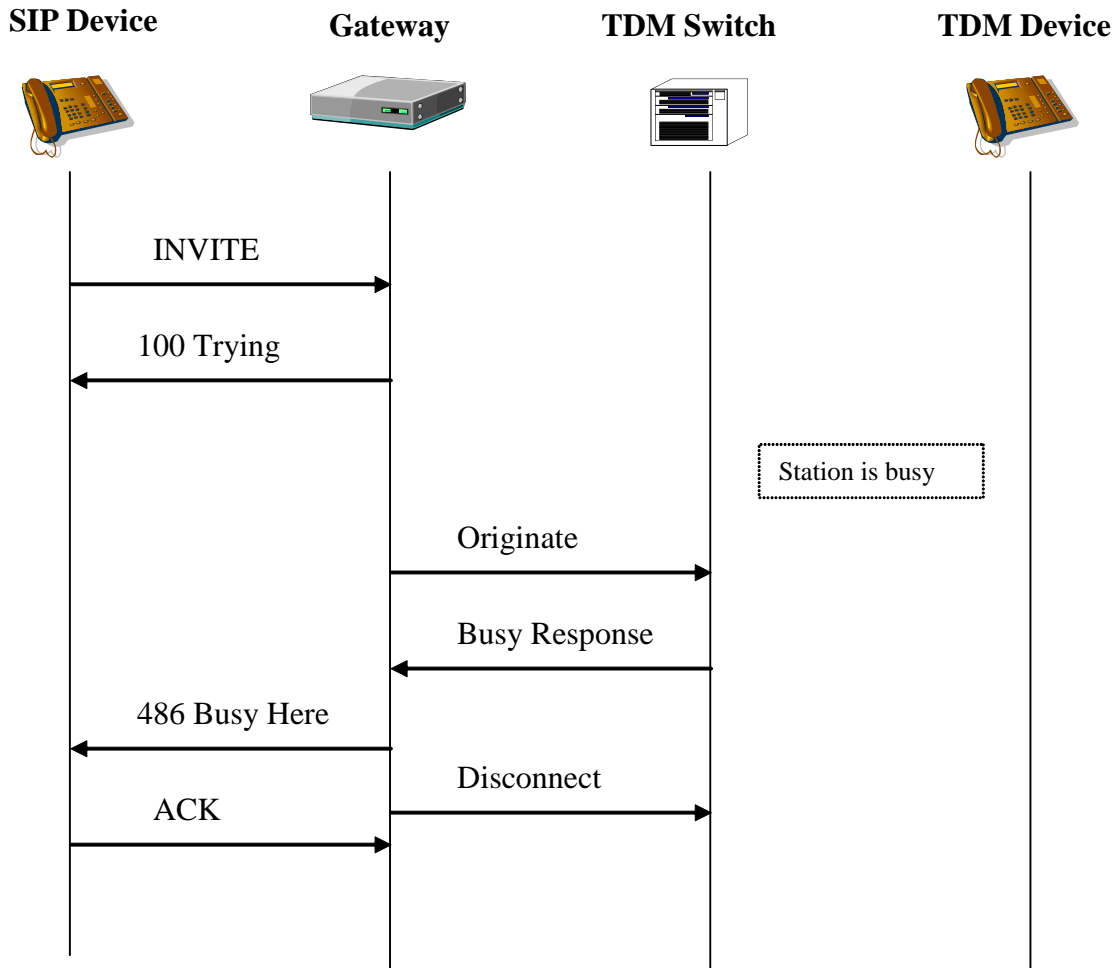 SIP Device
Gateway
TDM Switch
TDM Device
INVITE
100 Trying
Station is busy
Originate
Busy Response
486 Busy Here
Disconnect
ACK